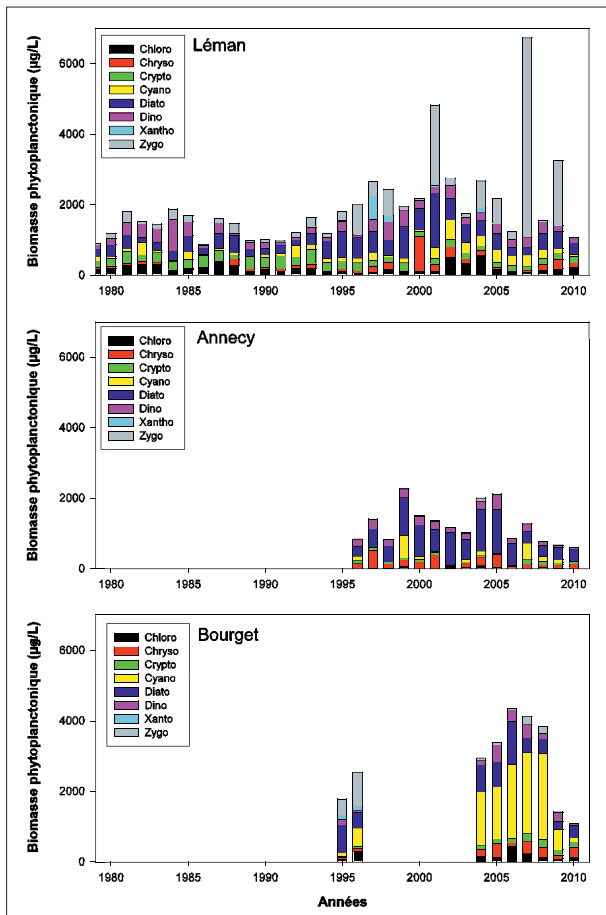 Léman
Biomasse phytoplanctonique (µg/L)
6000
4000
2000
0
Chloro
Chryso
Crypto
Cyano
Diato
Dino
Xantho
Zygo
1980 1985 1990 1995 2000 2005 2010
Annecy
Biomasse phytoplanctonique (µg/L)
6000
4000
2000
0
Chloro
Chryso
Crypto
Cyano
Diato
Dino
Xantho
Zygo
1980 1985 1990 1995 2000 2005 2010
Bourget
Biomasse phytoplanctonique (µg/L)
6000
4000
2000
0
Chloro
Chryso
Crypto
Cyano
Diato
Dino
Xanto
Zygo
1980 1985 1990 1995 2000 2005 2010
Années